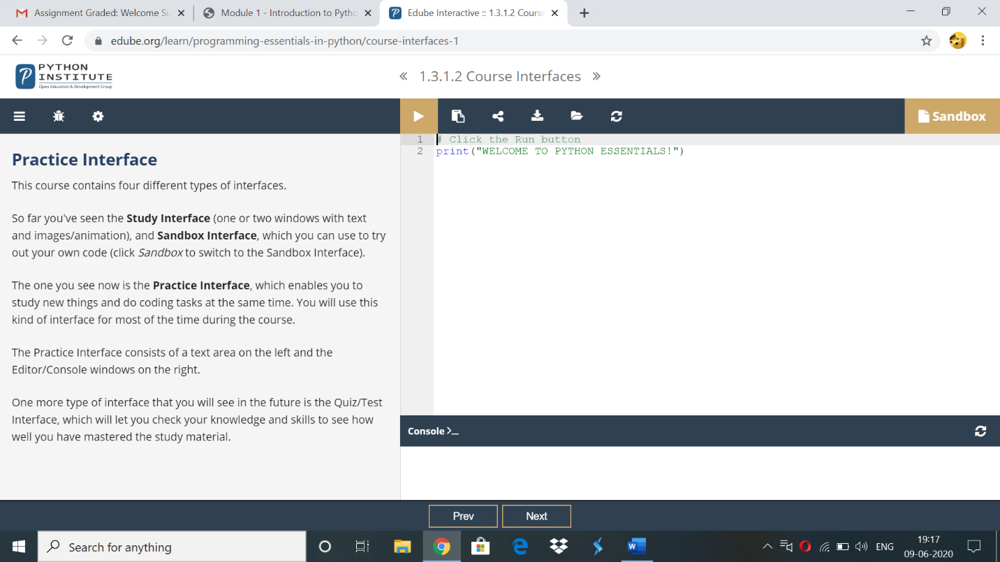 Assignment Graded: Welcome Su
Module 1 - Introduction to Pytho
Edube Interactive :: 1.3.1.2 Course
edube.org/learn/programming-essentials-in-python/course-interfaces-1
PYTHON
INSTITUTE
Open Education & Development Group
« 1.3.1.2 Course Interfaces »
Sandbox
Practice Interface
This course contains four different types of interfaces.
So far you've seen the Study Interface (one or two windows with text
and images/animation), and Sandbox Interface, which you can use to try
out your own code (click Sandbox to switch to the Sandbox Interface).
The one you see now is the Practice Interface, which enables you to
study new things and do coding tasks at the same time. You will use this
kind of interface for most of the time during the course.
The Practice Interface consists of a text area on the left and the
Editor/Console windows on the right.
One more type of interface that you will see in the future is the Quiz/Test
Interface, which will let you check your knowledge and skills to see how
well you have mastered the study material.
1 # Click the Run button
2 print("WELCOME TO PYTHON ESSENTIALS!")
Console >_
Prev
Next
Search for anything
ENG
19:17
09-06-2020